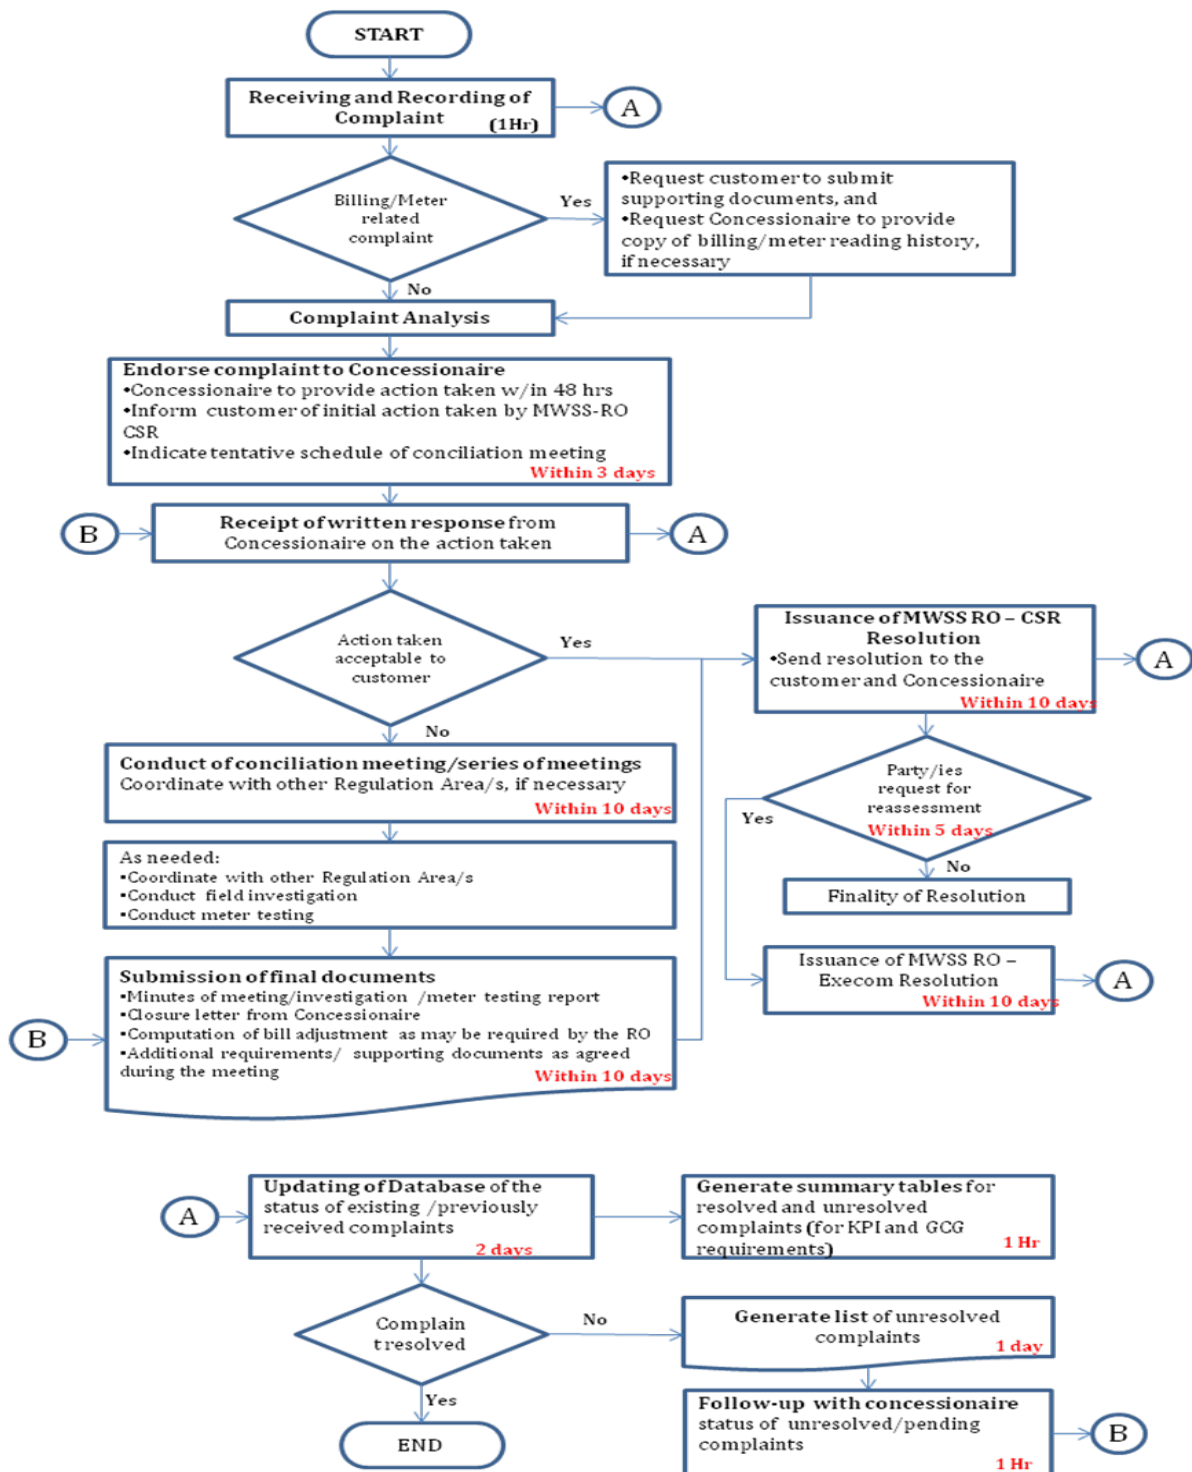 START
Receiving and Recording of
Complaint
(1Hr)
A
Billing/Meter
related
complaint
Yes
•Request customer to submit
supporting documents, and
•Request Concessionaire to provide
copy of billing/meter reading history,
if necessary
No
Complaint Analysis
Endorse complaint to Concessionaire
•Concessionaire to provide action taken w/in 48 hrs
•Inform customer of initial action taken by MWSS-RO
CSR
•Indicate tentative schedule of conciliation meeting
Within 3 days
B
Receipt of written response from
Concessionaire on the action taken
A
Action taken
acceptable to
customer
Yes
Issuance of MWSS RO – CSR
Resolution
•Send resolution to the
customer and Concessionaire
Within 10 days
A
No
Conduct of conciliation meeting/series of meetings
Coordinate with other Regulation Area/s, if necessary
Within 10 days
Party/ies
request for
reassessment
Within 5 days
Yes
No
As needed:
▪Coordinate with other Regulation Area/s
▪Conduct field investigation
▪Conduct meter testing
Finality of Resolution
Issuance of MWSS RO –
Execom Resolution
Within 10 days
A
B
Submission of final documents
▪Minutes of meeting/investigation /meter testing report
▪Closure letter from Concessionaire
▪Computation of bill adjustment as may be required by the RO
▪Additional requirements/ supporting documents as agreed
during the meeting
Within 10 days
A
Updating of Database of the
status of existing /previously
received complaints
2 days
Generate summary tables for
resolved and unresolved
complaints (for KPI and GCG
requirements)
1 Hr
Complain
t resolved
No
Generate list of unresolved
complaints
1 day
Yes
END
Follow-up with concessionaire
status of unresolved/pending
complaints
1 Hr
B